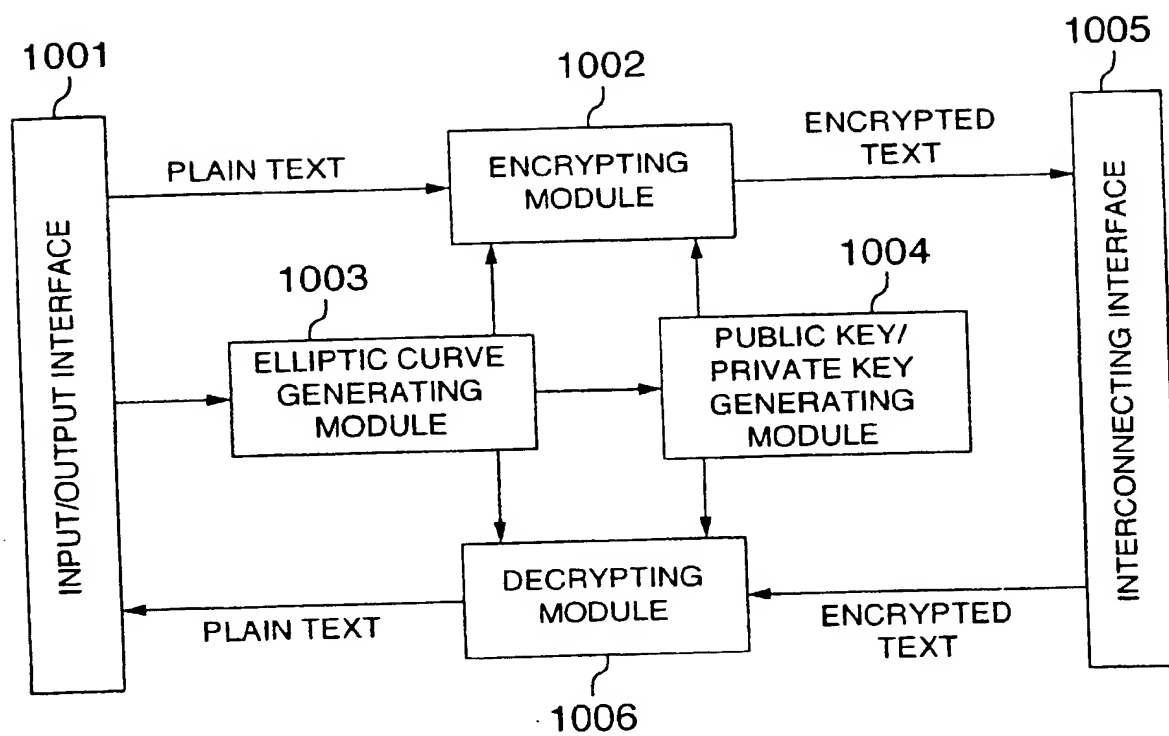 1001
1002
1005
INPUT/OUTPUT INTERFACE
PLAIN TEXT
ENCRYPTING
MODULE
ENCRYPTED
TEXT
INTERCONNECTING INTERFACE
1003
1004
ELLIPTIC CURVE
GENERATING
MODULE
PUBLIC KEY/
PRIVATE KEY
GENERATING
MODULE
PLAIN TEXT
DECRYPTING
MODULE
ENCRYPTED
TEXT
1006